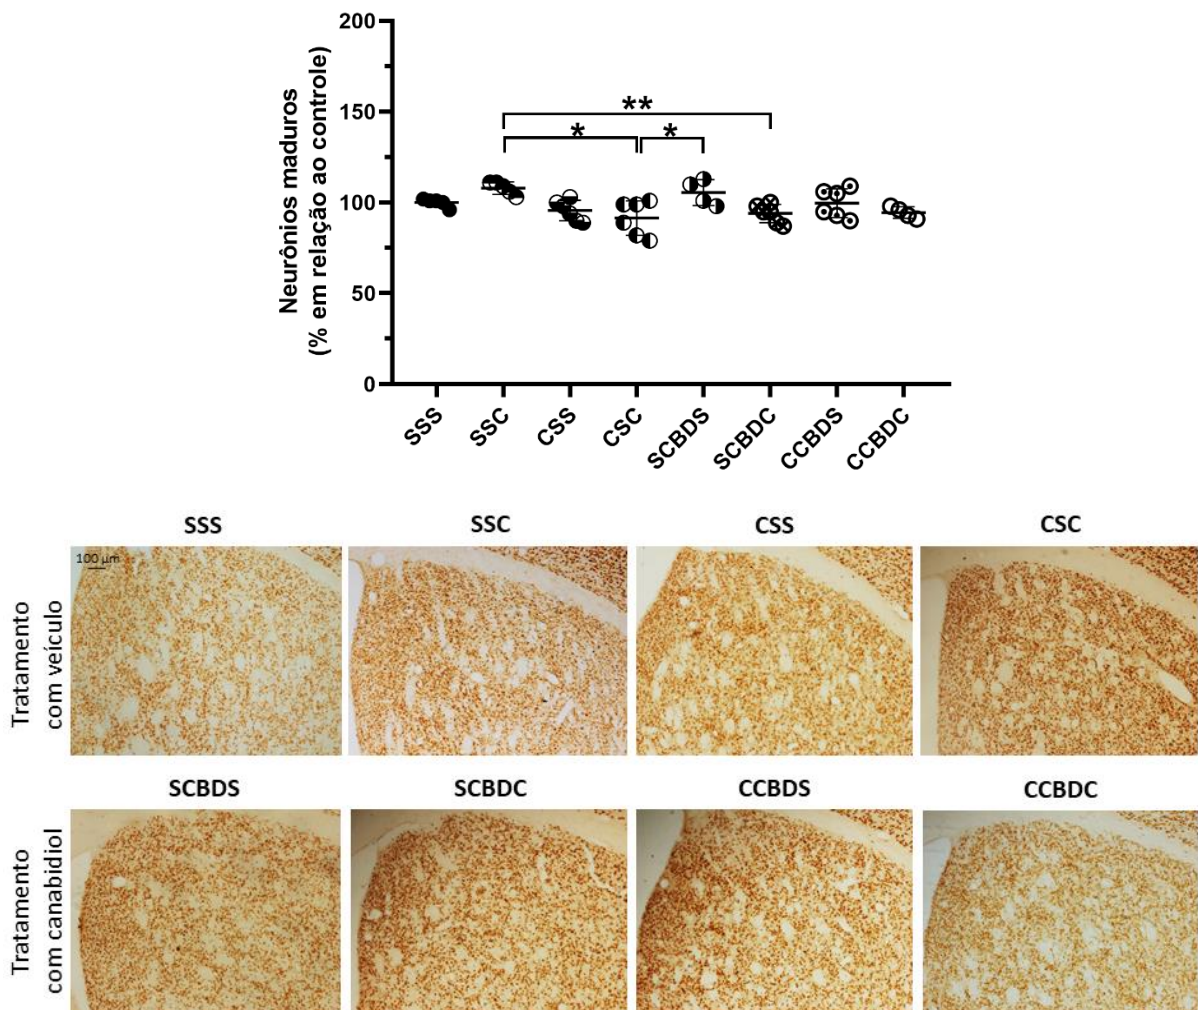 Neurônios maduros
(% em relação ao controle)
200
150
100
50
0
**
*
*
SSS
SSC
CSS
CSC
SCBDS
SCBDC
CCBDS
CCBDC
SSS
SSC
CSS
CSC
Tratamento
com veículo
100 µm
SCBDS
SCBDC
CCBDS
CCBDC
Tratamento
com canabidiol